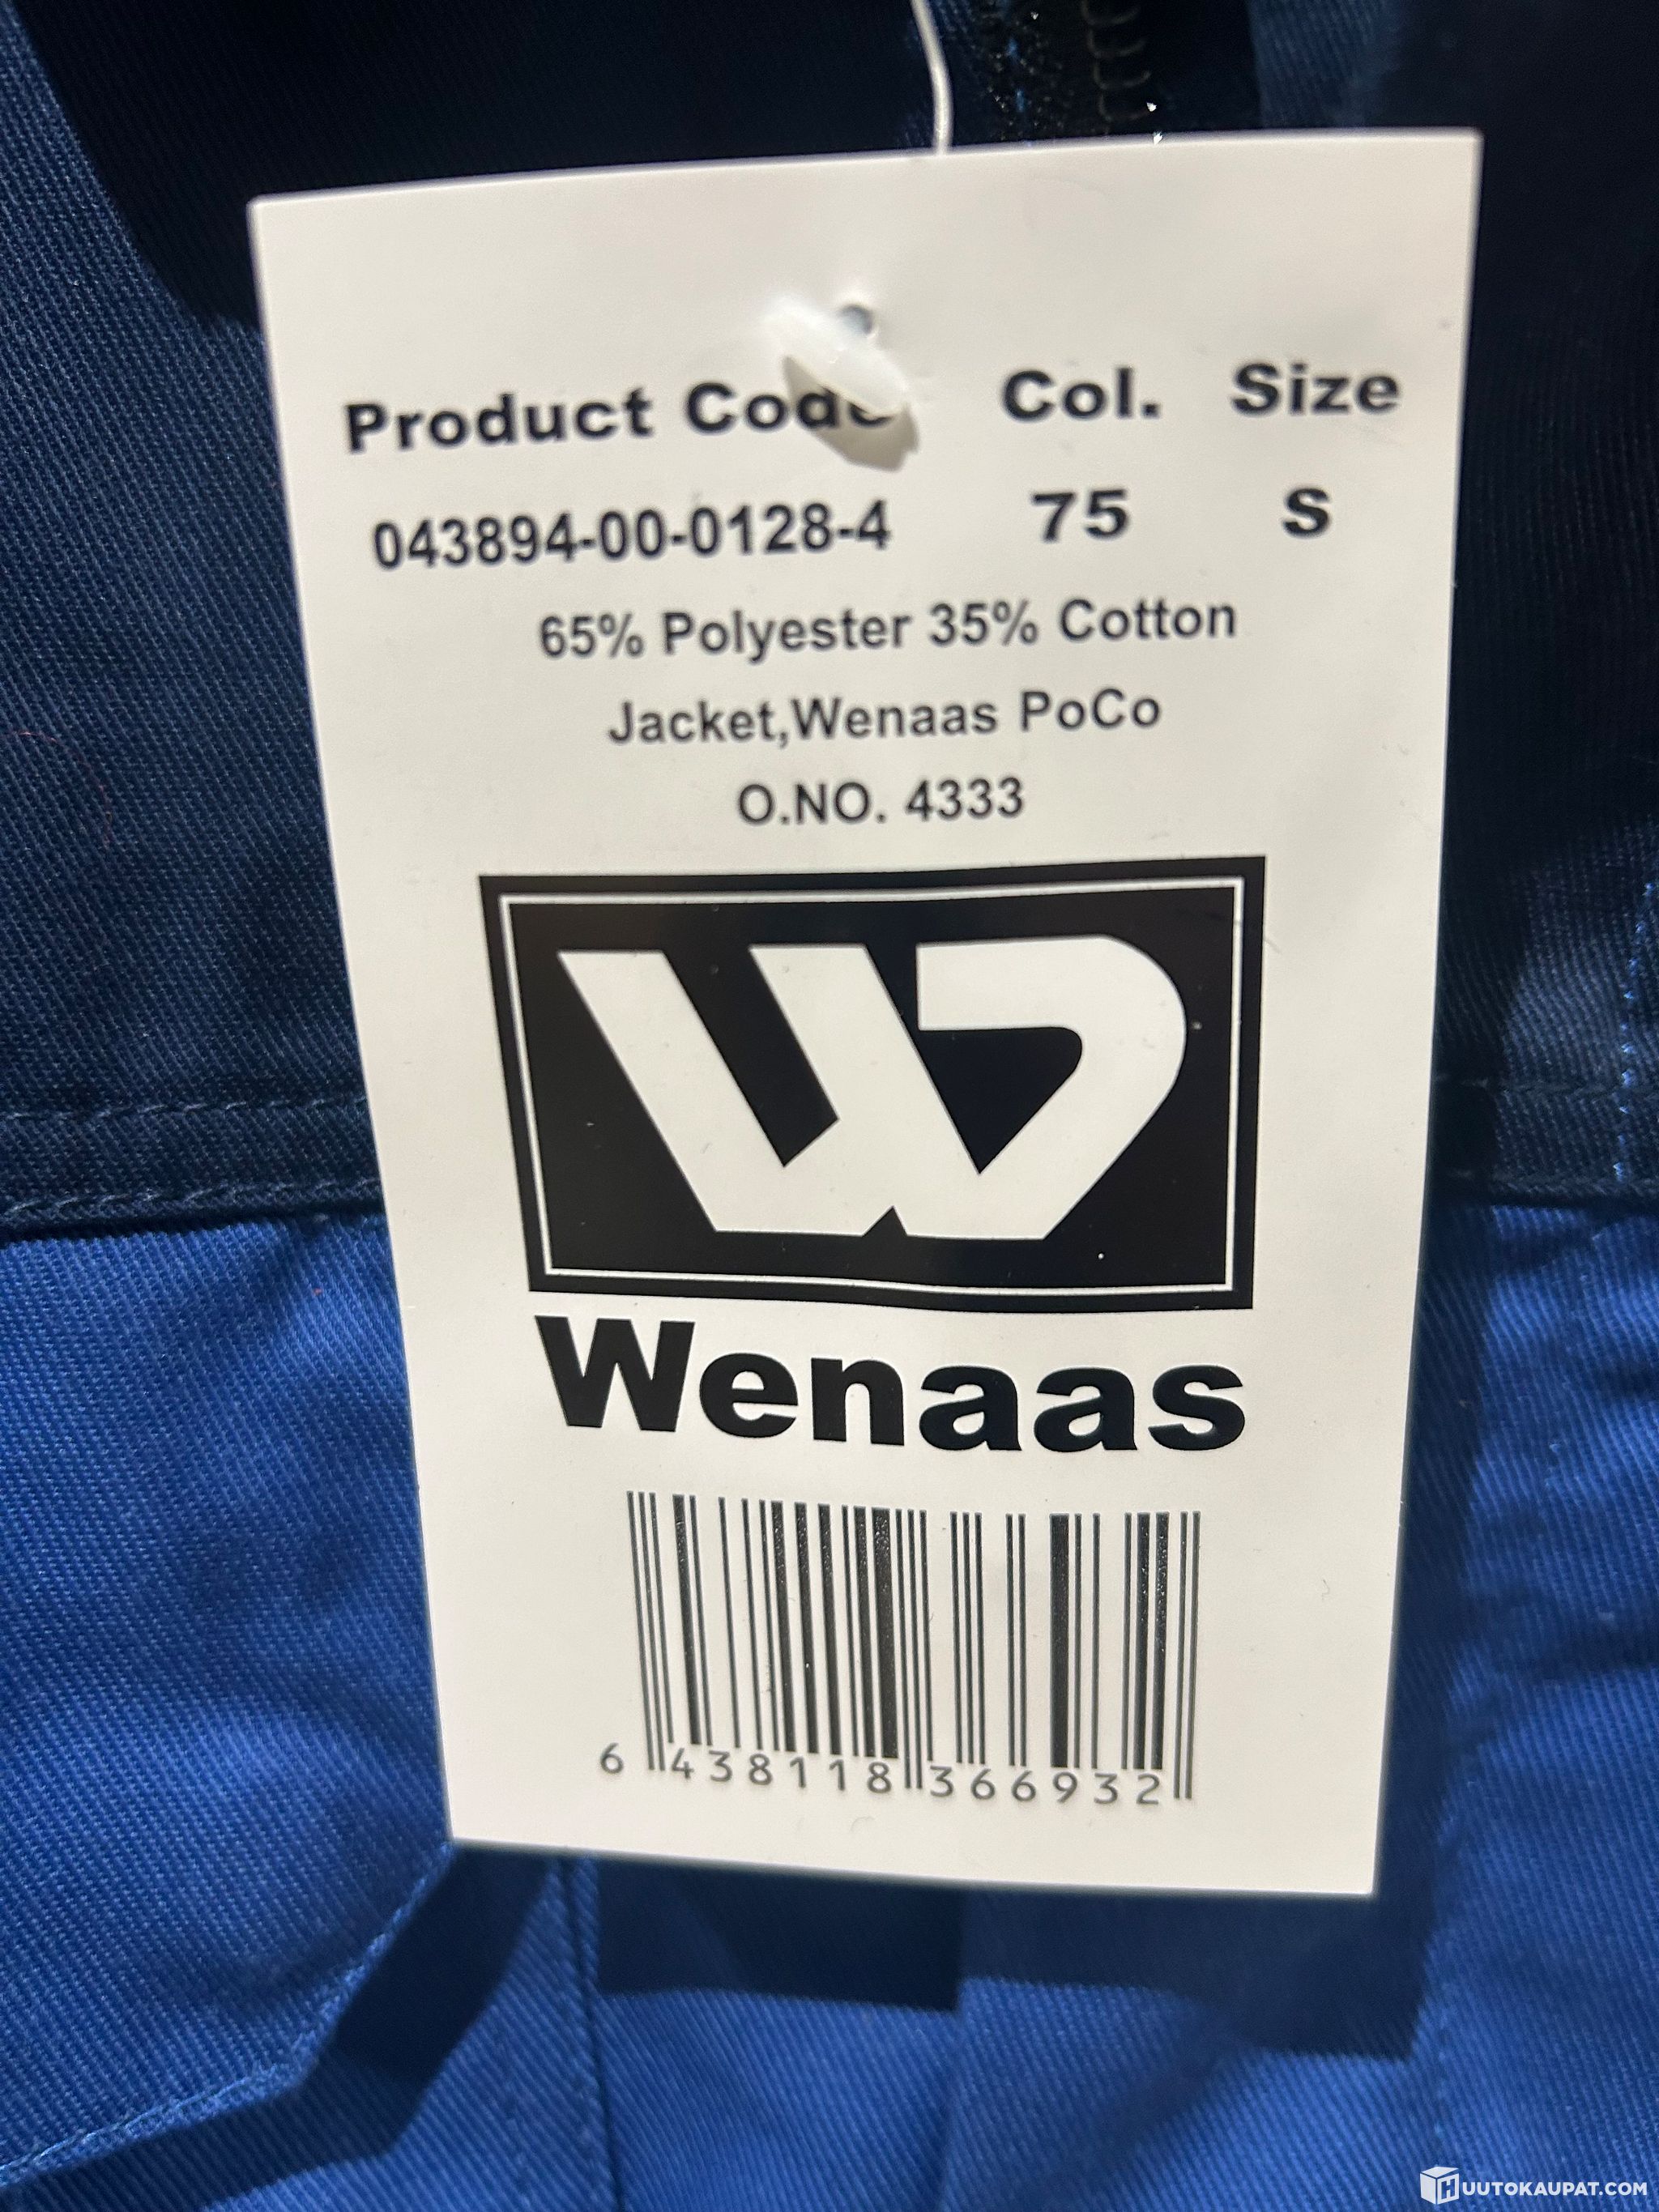 Product Code Col. Size
043894-00-0128-4 75 S
65% Polyester 35% Cotton
Jacket,Wenaas PoCo
O.NO. 4333
Wenaas
6 438118 366932
HUUTOKAUPAT.COM